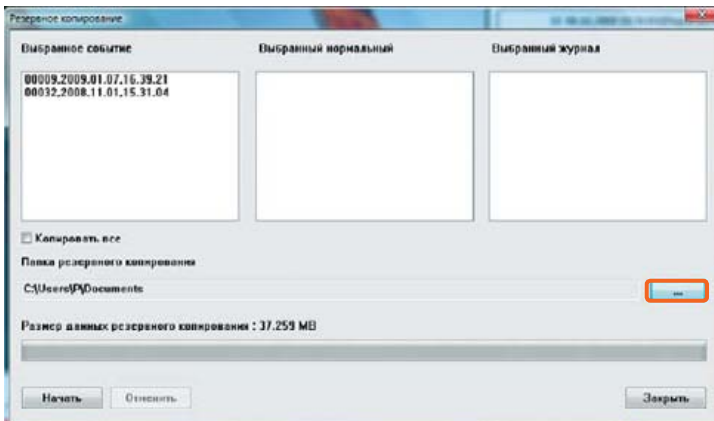 Резервное копирование
Выбранное событие Выбранный нормальный Выбранный журнал
00009,2009.01.07.16.39.21
00032,2008.11.01.15.31.04
Копировать все
Папка резервного копирования
C:\Users\P\Documents ...
Размер данных резервного копирования : 37.259 MB
Начать Отменить Закрыть